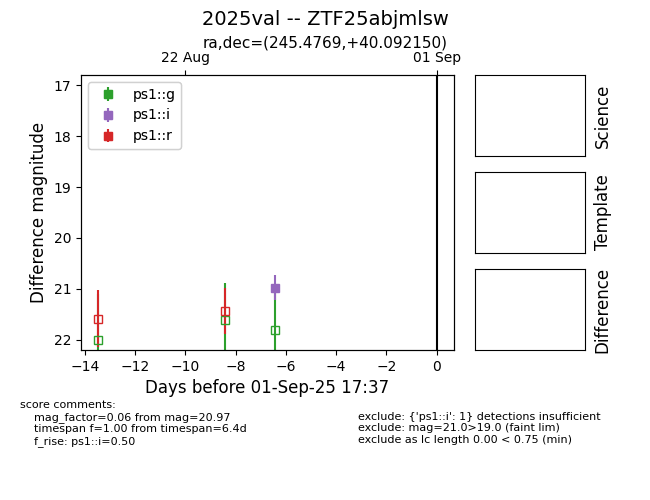 2025val -- ZTF25abjmlsw
ra,dec=(245.4769,+40.092150)
22 Aug
01 Sep
ps1::g
ps1::i
ps1::r
17
18
19
20
21
22
Difference magnitude
−14
−12
−10
−8
−6
−4
−2
0
Days before 01-Sep-25 17:37
Science
Template
Difference
score comments:
mag_factor=0.06 from mag=20.97
timespan f=1.00 from timespan=6.4d
f_rise: ps1::i=0.50
exclude: {'ps1::i': 1} detections insufficient
exclude: mag=21.0>19.0 (faint lim)
exclude as lc length 0.00 < 0.75 (min)